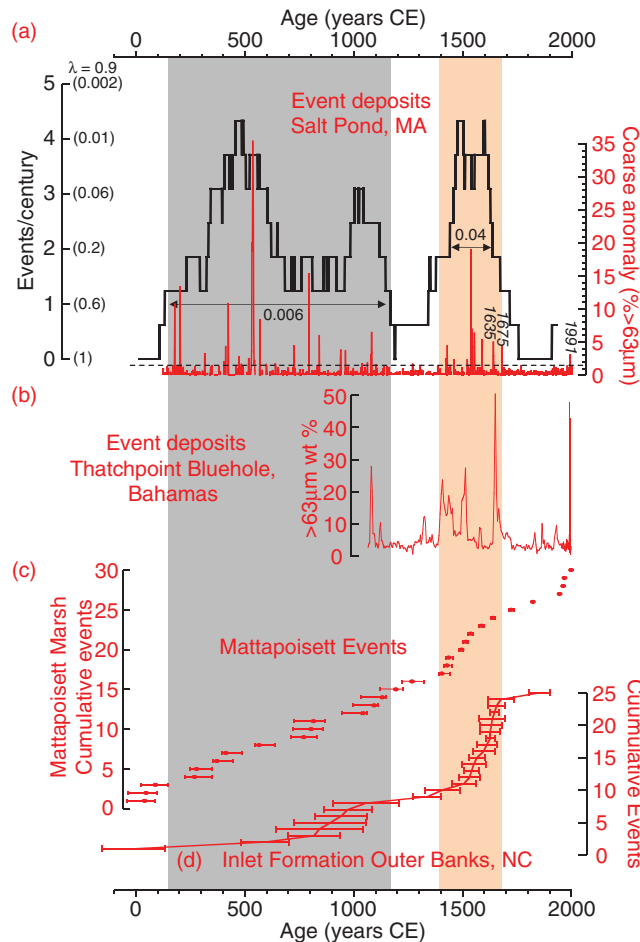 Age (years CE)
0 500 1000 1500 2000
(a)
λ = 0.9
5 (0.002)
4 (0.01)
3 (0.06)
2 (0.2)
1 (0.6)
0 (1)
Events/century
Event deposits
Salt Pond, MA
0.006
0.04
1635
1675
1991
35
30
25
20
15
10
5
0
Coarse anomaly (%>63μm)
(b)
Event deposits
Thatchpoint Bluehole,
Bahamas
50
40
30
20
10
0
>63μm wt %
(c)
30
25
20
15
10
5
0
Mattapoisett Marsh
Cumulative events
Mattapoisett Events
25
20
15
10
5
0
Cuumulative Events
(d) Inlet Formation Outer Banks, NC
0 500 1000 1500 2000
Age (years CE)